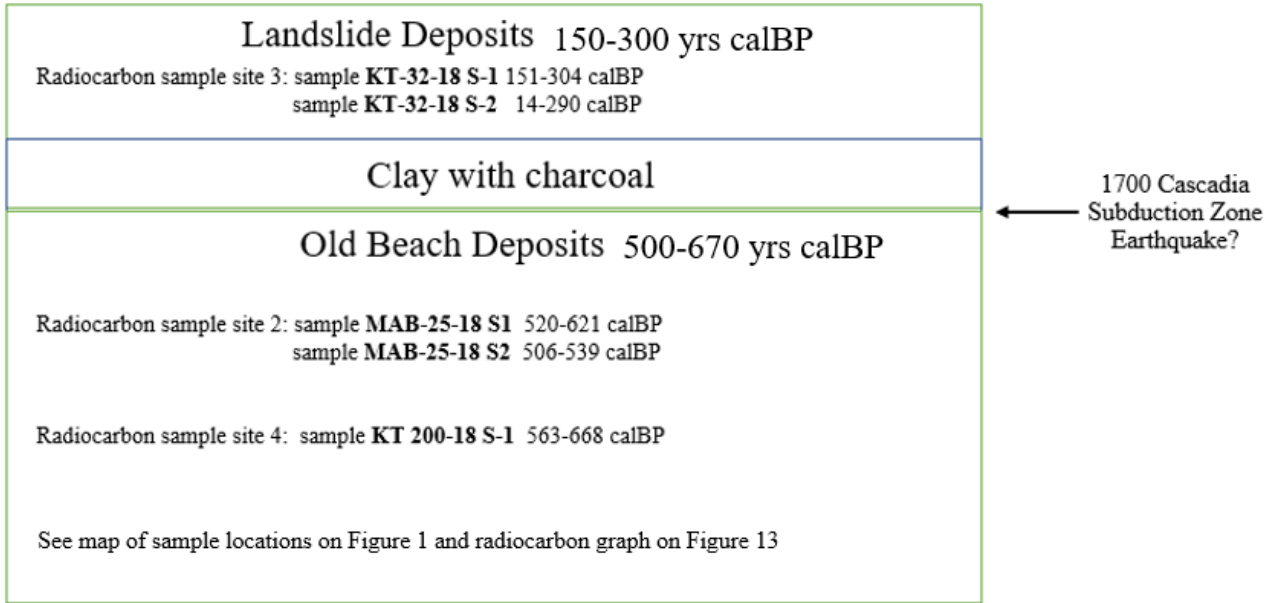 Landslide Deposits 150-300 yrs calBP
Radiocarbon sample site 3: sample KT-32-18 S-1 151-304 calBP
sample KT-32-18 S-2 14-290 calBP
Clay with charcoal
1700 Cascadia
Subduction Zone
Earthquake?
Old Beach Deposits 500-670 yrs calBP
Radiocarbon sample site 2: sample MAB-25-18 S1 520-621 calBP
sample MAB-25-18 S2 506-539 calBP
Radiocarbon sample site 4: sample KT 200-18 S-1 563-668 calBP
See map of sample locations on Figure 1 and radiocarbon graph on Figure 13